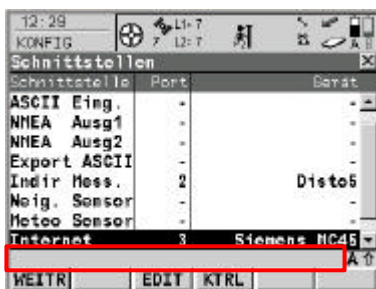 12:29
KONFIG
L1: 7
7 L2: 7
Schnittstellen
Schnittstelle Port Gerät
ASCII Eing. - -
NMEA Ausg1 - -
NMEA Ausg2 - -
Export ASCII - -
Indir Mess. 2 Disto5
Neig. Sensor - -
Meteo Sensor - -
Internet 3 Siemens MC45
A
WEITR EDIT KTRL